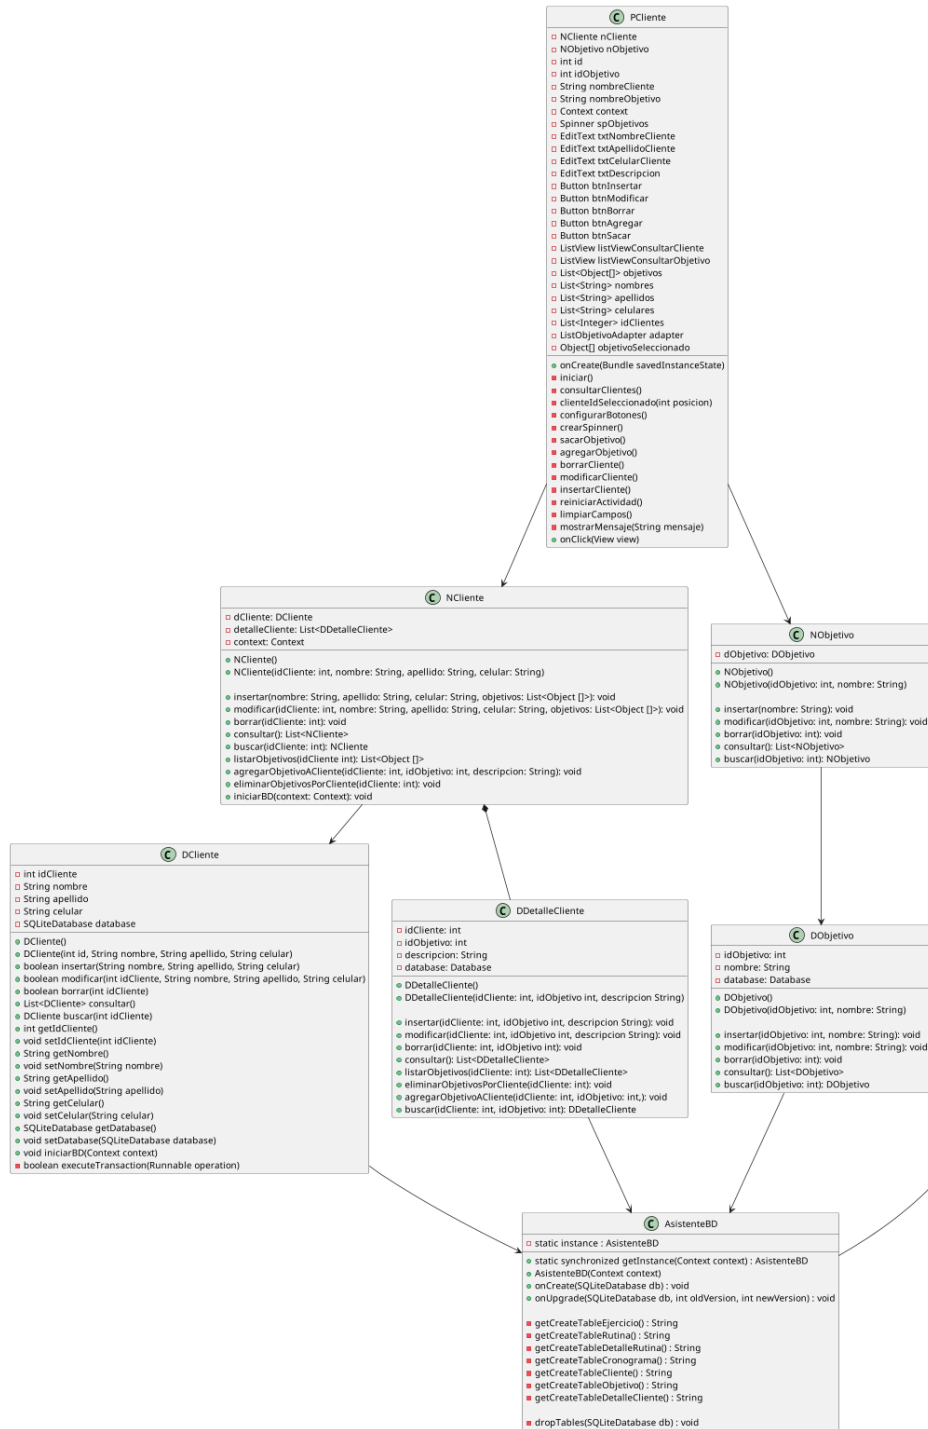 C PCliente
NCliente nCliente
NObjetivo nObjetivo
int id
int idObjetivo
String nombreCliente
String nombreObjetivo
Context context
Spinner spObjetivos
EditText txtNombreCliente
EditText txtApellidoCliente
EditText txtCelularCliente
EditText txtDescripcion
Button btnInsertar
Button btnModificar
Button btnBorrar
Button btnAgregar
Button btnSacar
ListView listViewConsultarCliente
ListView listViewConsultarObjetivo
List<Object[]> objetivos
List<String> nombres
List<String> apellidos
List<String> celulares
List<Integer> idClientes
ListObjetivoAdapter adapter
Object[] objetivoSeleccionado
onCreate(Bundle savedInstanceState)
iniciar()
consultarClientes()
clienteIdSeleccionado(int posicion)
configurarBotones()
crearSpinner()
sacarObjetivo()
agregarObjetivo()
borrarCliente()
modificarCliente()
insertarCliente()
reiniciarActividad()
limpiarCampos()
mostrarMensaje(String mensaje)
onClick(View view)
C NCliente
dCliente: DCliente
detalleCliente: List<DDetalleCliente>
context: Context
NCliente()
NCliente(idCliente: int, nombre: String, apellido: String, celular: String)
insertar(nombre: String, apellido: String, celular: String, objetivos: List<Object []>): void
modificar(idCliente: int, nombre: String, apellido: String, celular: String, objetivos: List<Object []>): void
borrar(idCliente: int): void
consultar(): List<NCliente>
buscar(idCliente: int): NCliente
listarObjetivos(idCliente int): List<Object []>
agregarObjetivoACliente(idCliente: int, idObjetivo: int, descripcion: String): void
eliminarObjetivosPorCliente(idCliente: int): void
iniciarBD(context: Context): void
C NObjetivo
dObjetivo: DObjetivo
NObjetivo()
NObjetivo(idObjetivo: int, nombre: String)
insertar(nombre: String): void
modificar(idObjetivo: int, nombre: String): void
borrar(idObjetivo: int): void
consultar(): List<NObjetivo>
buscar(idObjetivo: int): NObjetivo
C DCliente
int idCliente
String nombre
String apellido
String celular
SQLiteDatabase database
DCliente()
DCliente(int id, String nombre, String apellido, String celular)
boolean insertar(String nombre, String apellido, String celular)
boolean modificar(int idCliente, String nombre, String apellido, String celular)
boolean borrar(int idCliente)
List<DCliente> consultar()
DCliente buscar(int idCliente)
int getIdCliente()
void setIdCliente(int idCliente)
String getNombre()
void setNombre(String nombre)
String getApellido()
void setApellido(String apellido)
String getCelular()
void setCelular(String celular)
SQLiteDatabase getDatabase()
void setDatabase(SQLiteDatabase database)
void iniciarBD(Context context)
boolean executeTransaction(Runnable operation)
C DDetalleCliente
idCliente: int
idObjetivo: int
descripcion: String
database: Database
DDetalleCliente()
DDetalleCliente(idCliente: int, idObjetivo int, descripcion String)
insertar(idCliente: int, idObjetivo int, descripcion String): void
modificar(idCliente: int, idObjetivo int, descripcion String): void
borrar(idCliente: int, idObjetivo int): void
consultar(): List<DDetalleCliente>
listarObjetivos(idCliente: int): List<DDetalleCliente>
eliminarObjetivosPorCliente(idCliente: int): void
agregarObjetivoACliente(idCliente: int, idObjetivo: int,): void
buscar(idCliente: int, idObjetivo: int): DDetalleCliente
C DObjetivo
idObjetivo: int
nombre: String
database: Database
DObjetivo()
DObjetivo(idObjetivo: int, nombre: String)
insertar(idObjetivo: int, nombre: String): void
modificar(idObjetivo: int, nombre: String): void
borrar(idObjetivo: int): void
consultar(): List<DObjetivo>
buscar(idObjetivo: int): DObjetivo
C AsistenteBD
static instance : AsistenteBD
static synchronized getInstance(Context context) : AsistenteBD
AsistenteBD(Context context)
onCreate(SQLiteDatabase db) : void
onUpgrade(SQLiteDatabase db, int oldVersion, int newVersion) : void
getCreateTableEjercicio() : String
getCreateTableRutina() : String
getCreateTableDetalleRutina() : String
getCreateTableCronograma() : String
getCreateTableCliente() : String
getCreateTableObjetivo() : String
getCreateTableDetalleCliente() : String
dropTables(SQLiteDatabase db) : void